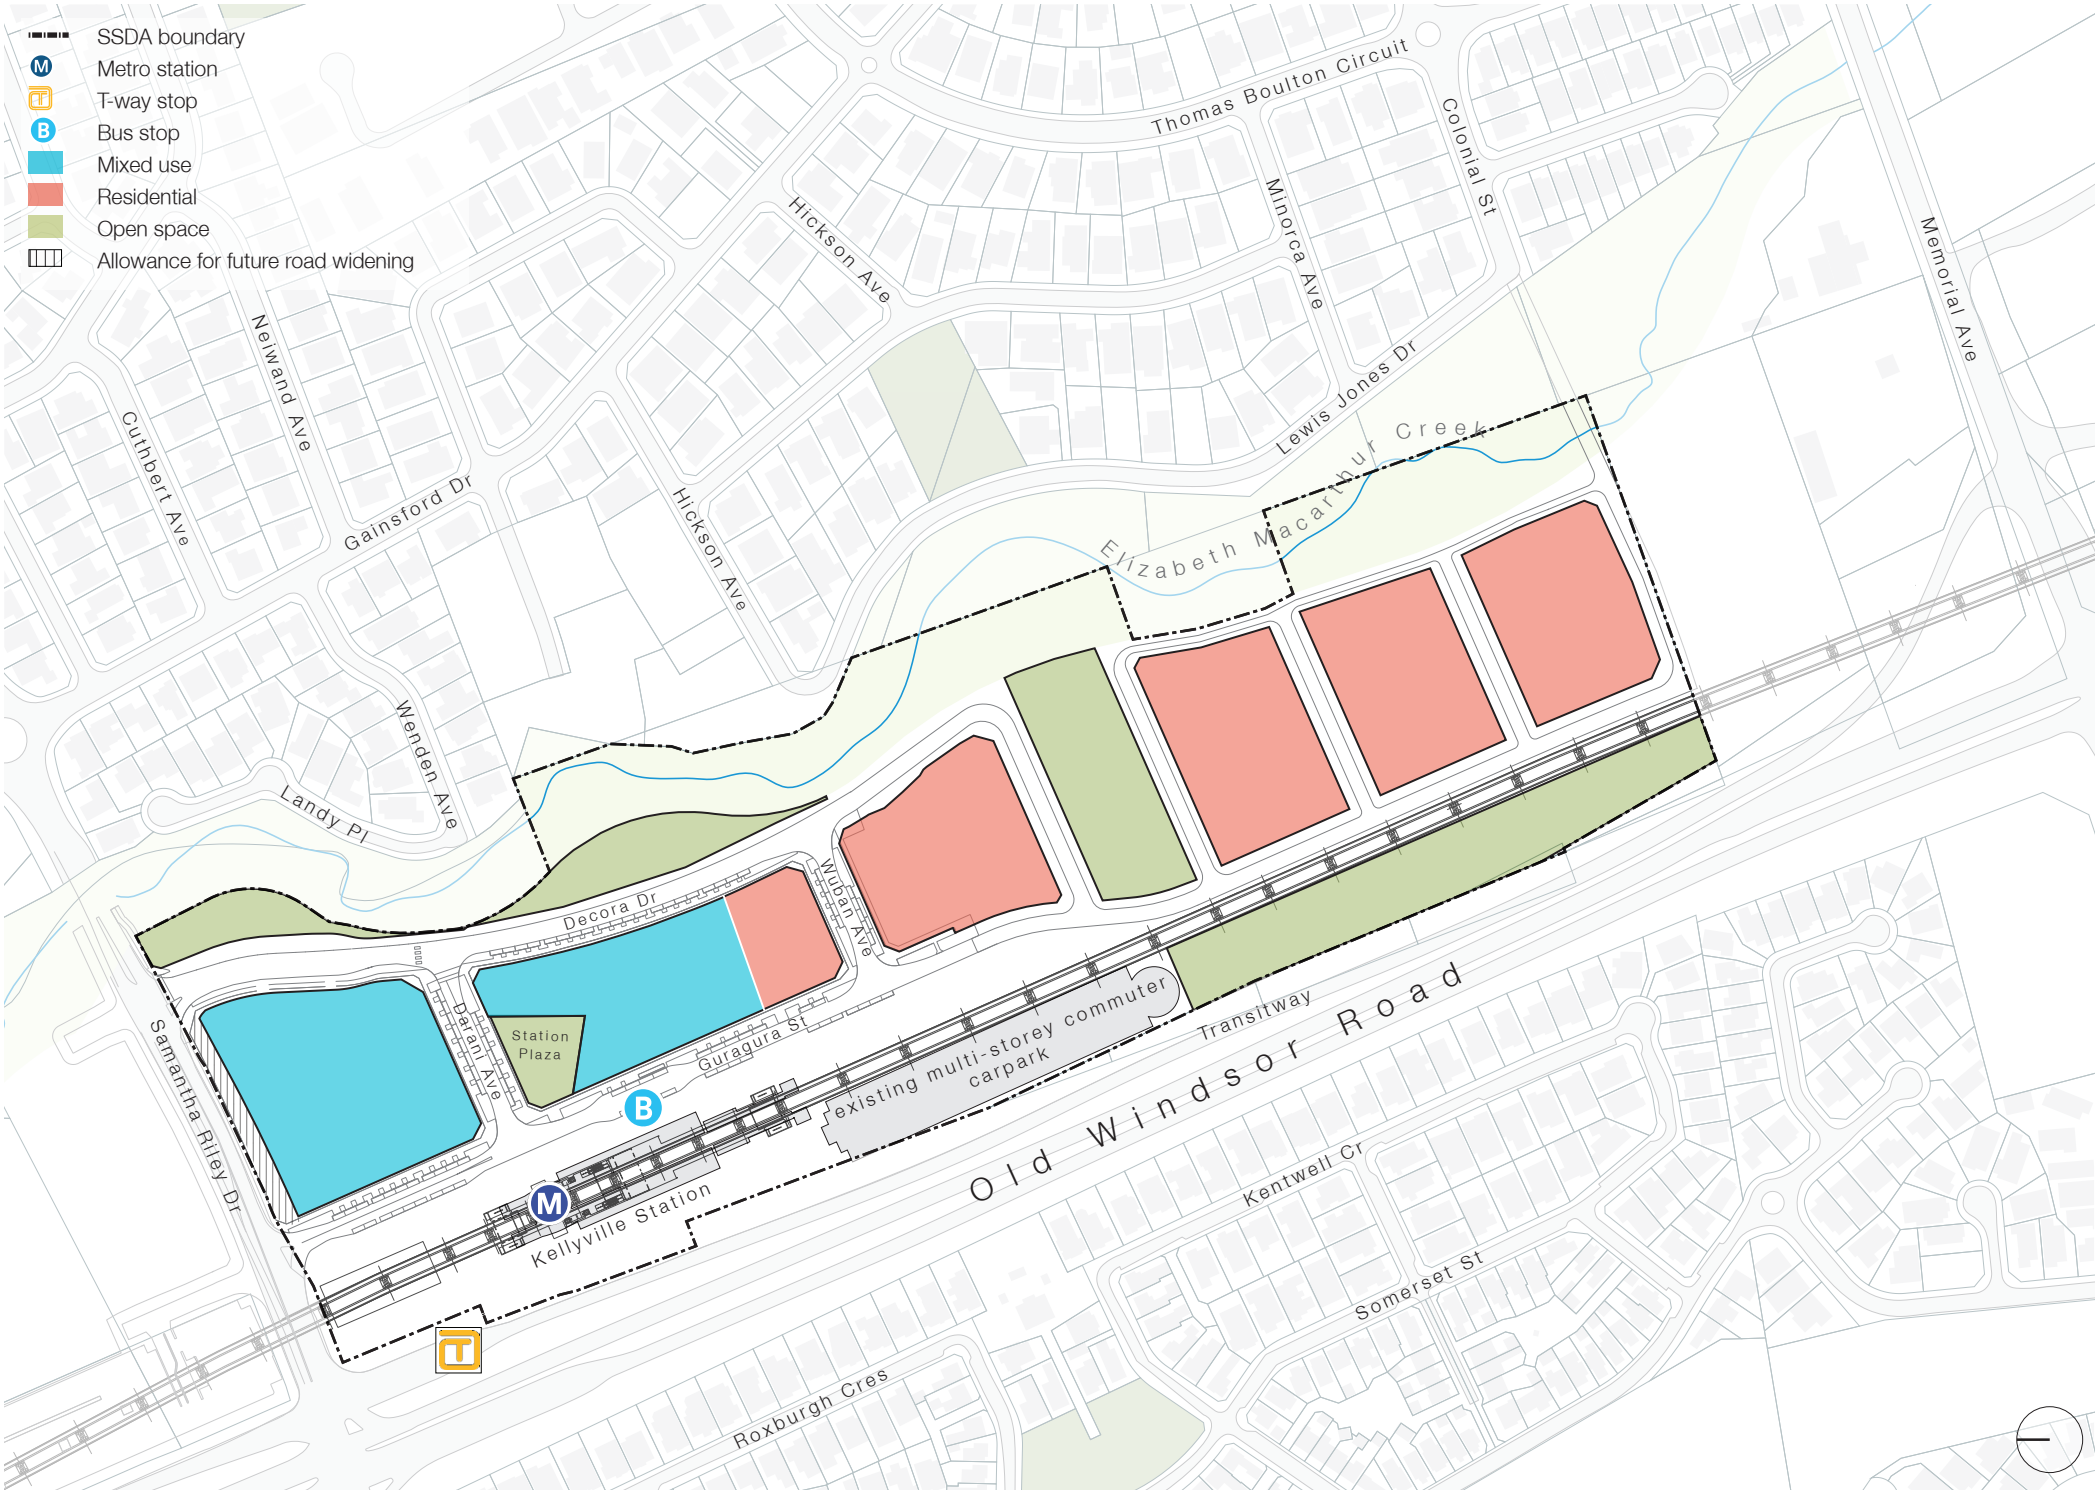 SSDA boundary
M Metro station
T T-way stop
B Bus stop
Mixed use
Residential
Open space
Allowance for future road widening
Thomas Boulton Circuit
Colonial St
Minorca Ave
Hickson Ave
Memorial Ave
Neiwand Ave
Cuthbert Ave
Gainsford Dr
Lewis Jones Dr
Elizabeth Macarthur Creek
Hickson Ave
Wenden Ave
Landy Pl
Decora Dr
Wuban Ave
Darani Ave
Station
Plaza
Guragura St
Samantha Riley Dr
B
M
Kellyville Station
T
existing multi-storey commuter
carpark
Transitway
Old Windsor Road
Kentwell Cr
Somerset St
Roxburgh Cres